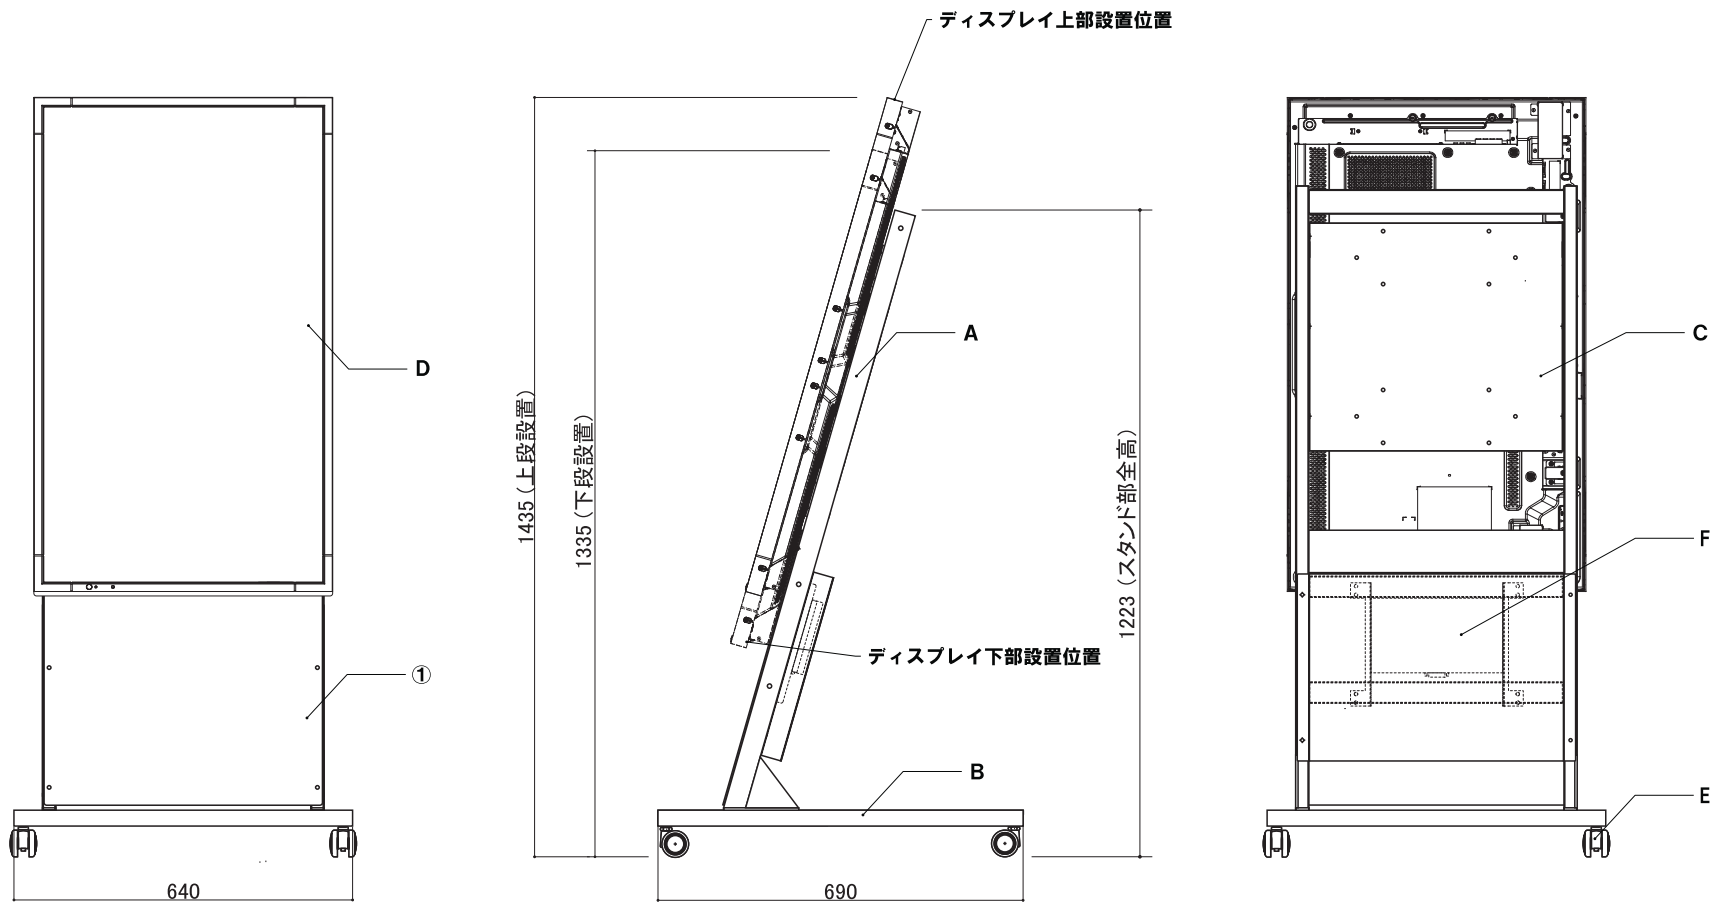 ディスプレイ上部設置位置
D
①
640
1435（上段設置）
1335（下段設置）
A
1223（スタンド部全高）
ディスプレイ下部設置位置
B
690
C
F
E